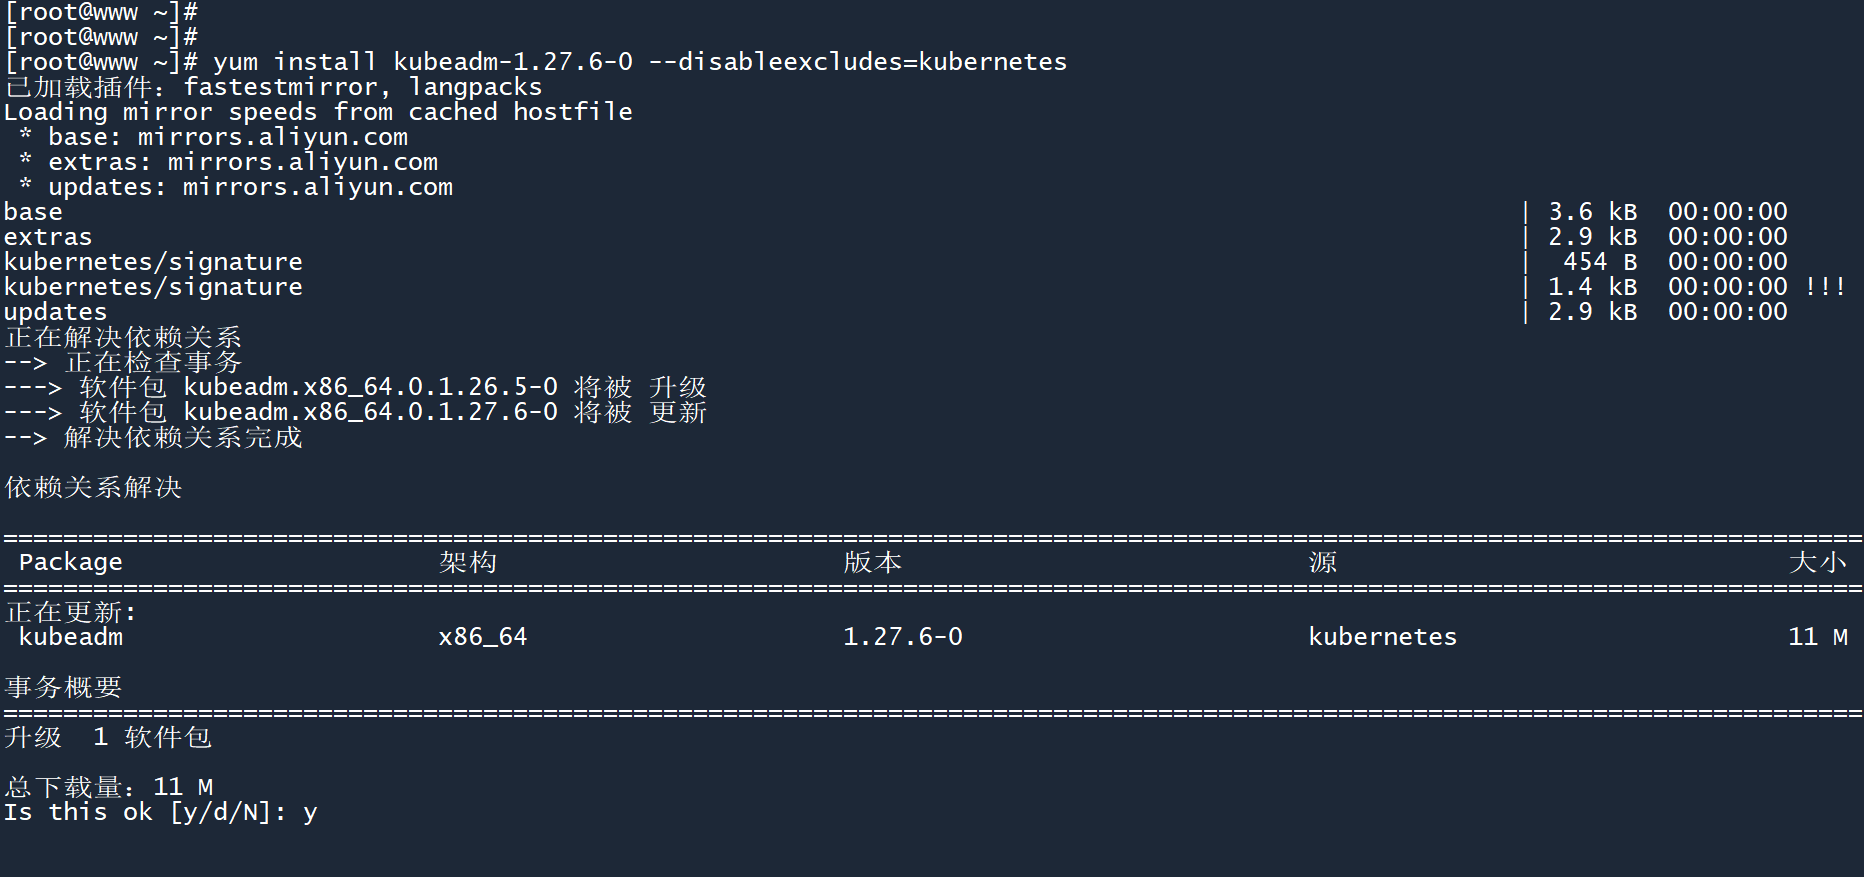 [root@www ~]#
[root@www ~]#
[root@www ~]# yum install kubeadm-1.27.6-0 --disableexcludes=kubernetes
已加载插件：fastestmirror, langpacks
Loading mirror speeds from cached hostfile
 * base: mirrors.aliyun.com
 * extras: mirrors.aliyun.com
 * updates: mirrors.aliyun.com
base | 3.6 kB 00:00:00
extras | 2.9 kB 00:00:00
kubernetes/signature | 454 B 00:00:00
kubernetes/signature | 1.4 kB 00:00:00 !!!
updates | 2.9 kB 00:00:00
正在解决依赖关系
--> 正在检查事务
---> 软件包 kubeadm.x86_64.0.1.26.5-0 将被 升级
---> 软件包 kubeadm.x86_64.0.1.27.6-0 将被 更新
--> 解决依赖关系完成
依赖关系解决
============================================================================================================================
Package 架构 版本 源 大小
============================================================================================================================
正在更新:
kubeadm x86_64 1.27.6-0 kubernetes 11 M
事务概要
============================================================================================================================
升级 1 软件包
总下载量：11 M
Is this ok [y/d/N]: y